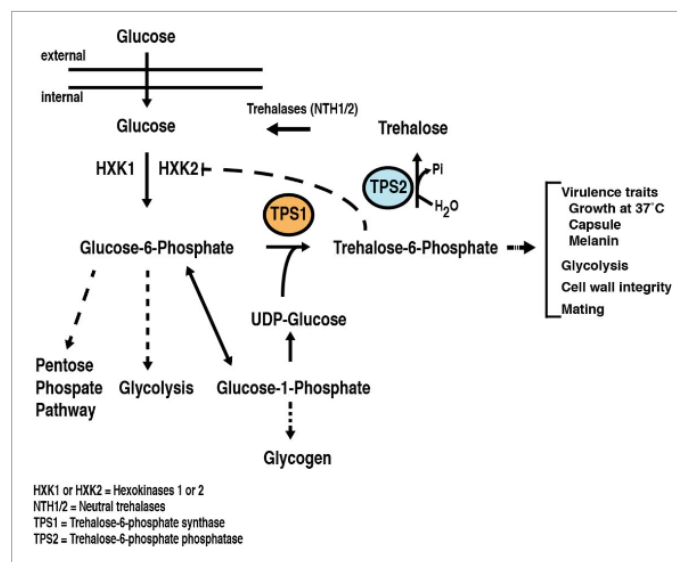 Glucose
external
internal
Glucose
Trehalases (NTH1/2)
Trehalose
HXK1
HXK2
TPS1
TPS2
Pi
H2O
Glucose-6-Phosphate
Trehalose-6-Phosphate
Virulence traits
Growth at 37°C
Capsule
Melanin
Glycolysis
Cell wall integrity
Mating
UDP-Glucose
Pentose
Phospate
Pathway
Glycolysis
Glucose-1-Phosphate
Glycogen
HXK1 or HXK2 = Hexokinases 1 or 2
NTH1/2 = Neutral trehalases
TPS1 = Trehalose-6-phosphate synthase
TPS2 = Trehalose-6-phosphate phosphatase